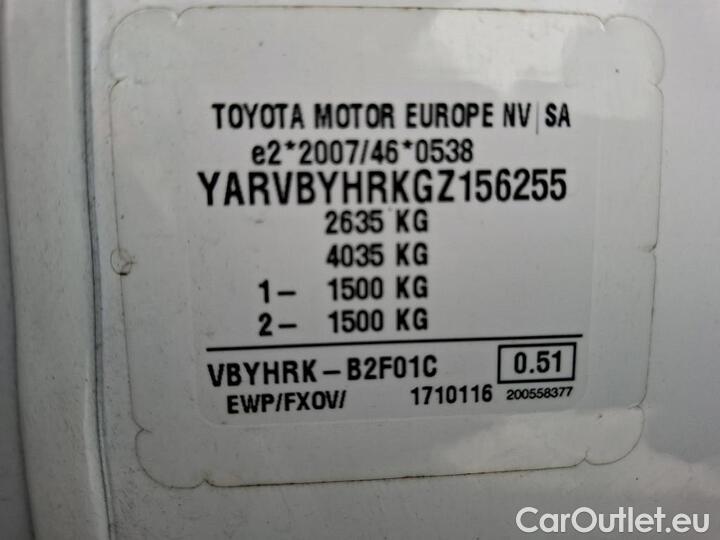 TOYOTA MOTOR EUROPE NV|SA
e2*2007/46*0538
YARVBYHRKGZ156255
2635 KG
4035 KG
1- 1500 KG
2- 1500 KG
VBYHRK-B2F01C 0.51
EWP/FXOV/ 1710116 200558377
CarOutlet.eu